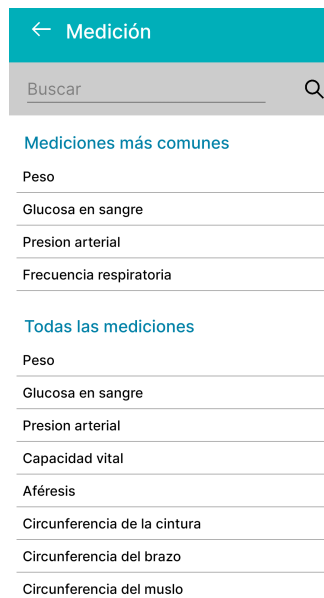 Medición
Buscar
Mediciones más comunes
Peso
Glucosa en sangre
Presion arterial
Frecuencia respiratoria
Todas las mediciones
Peso
Glucosa en sangre
Presion arterial
Capacidad vital
Aféresis
Circunferencia de la cintura
Circunferencia del brazo
Circunferencia del muslo